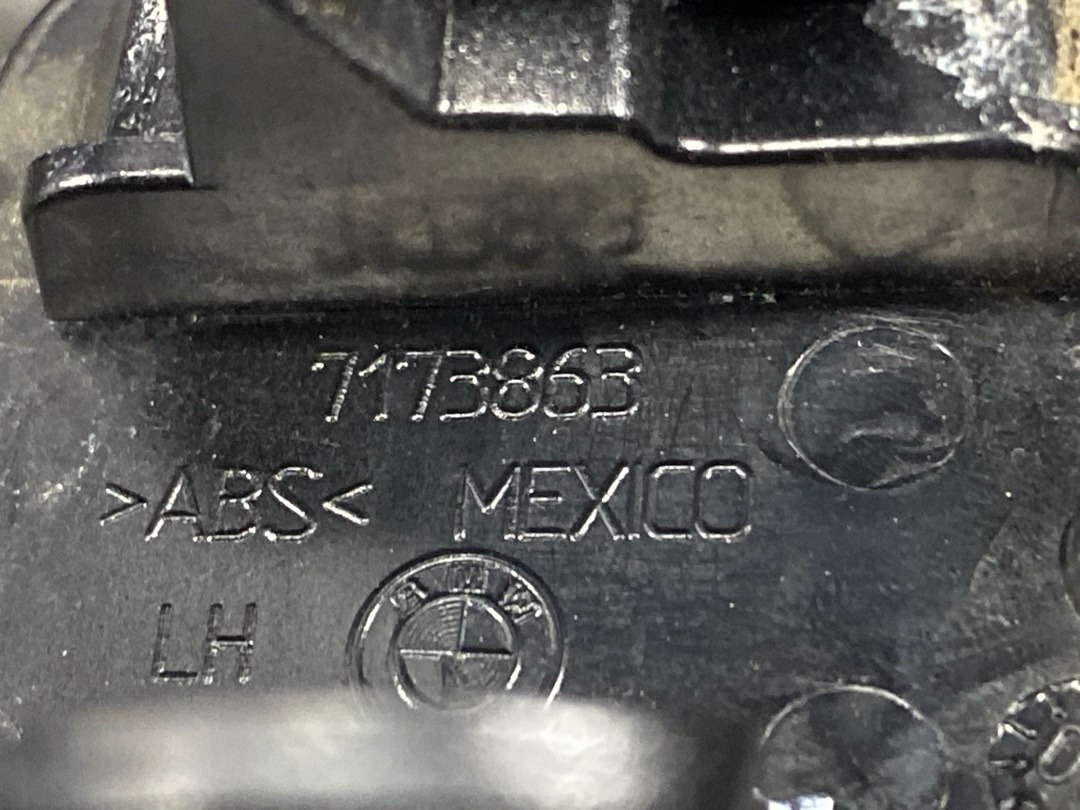 7173863
>ABS< MEXICO
BMW
LH